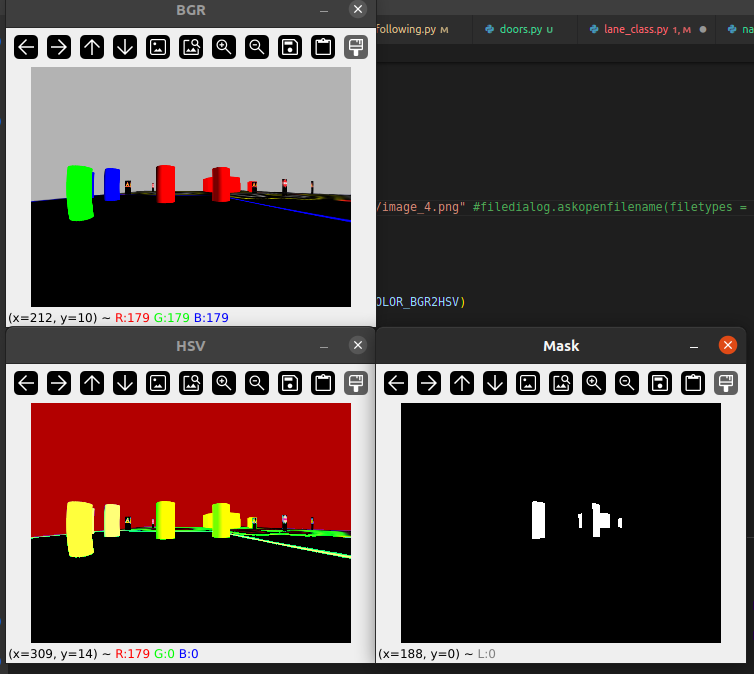 BGR
following.py M
doors.py U
lane_class.py 1, M
na
/image_4.png" #filedialog.askopenfilename(filetypes =
OLOR_BGR2HSV)
(x=212, y=10) ~ R:179 G:179 B:179
HSV
Mask
(x=309, y=14) ~ R:179 G:0 B:0
(x=188, y=0) ~ L:0